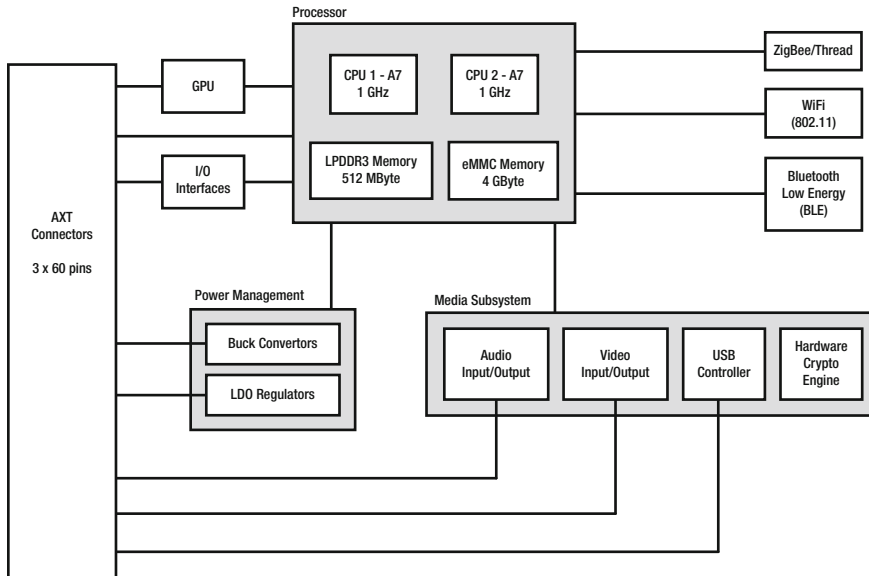 Processor
CPU 1 - A7
1 GHz
CPU 2 - A7
1 GHz
LPDDR3 Memory
512 MByte
eMMC Memory
4 GByte
GPU
I/O
Interfaces
ZigBee/Thread
WiFi
(802.11)
Bluetooth
Low Energy
(BLE)
AXT
Connectors
3 x 60 pins
Power Management
Buck Convertors
LDO Regulators
Media Subsystem
Audio
Input/Output
Video
Input/Output
USB
Controller
Hardware
Crypto
Engine